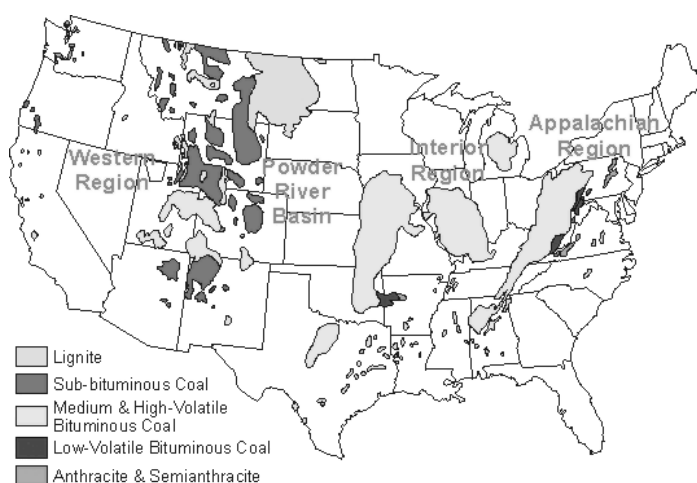 Western
Region
Powder
River
Basin
Interior
Region
Appalachian
Region
Lignite
Sub-bituminous Coal
Medium & High-Volatile
Bituminous Coal
Low-Volatile Bituminous Coal
Anthracite & Semianthracite